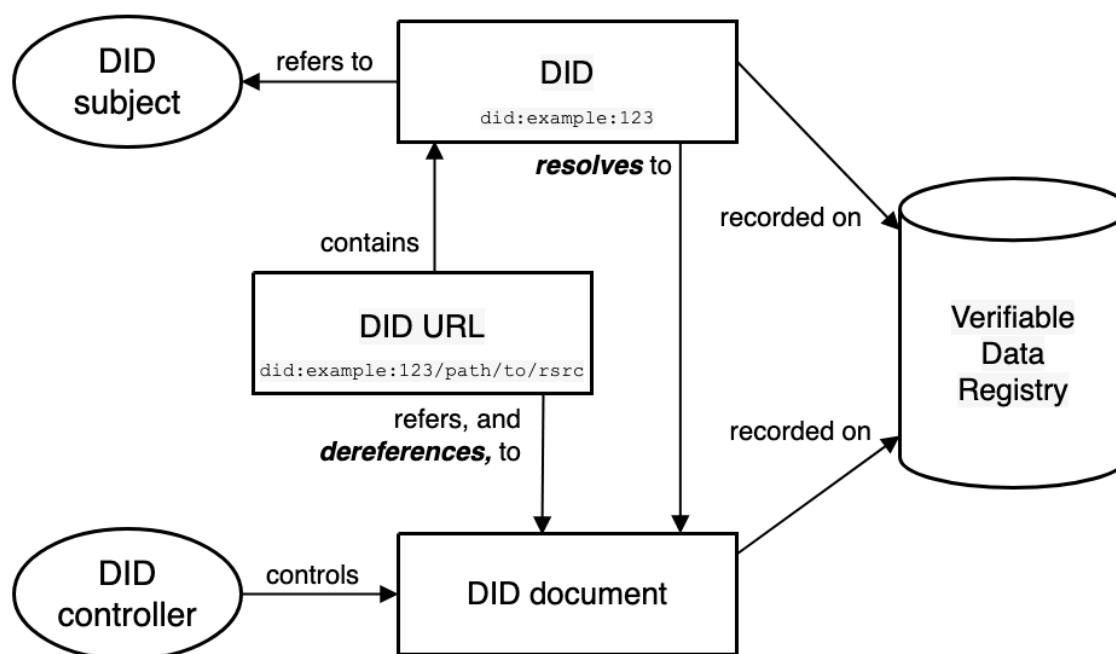 DID
subject
refers to
DID
did:example:123
resolves to
recorded on
contains
DID URL
did:example:123/path/to/rsrc
Verifiable
Data
Registry
refers, and
dereferences, to
recorded on
DID
controller
controls
DID document